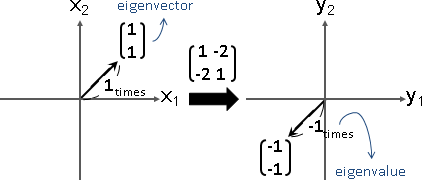 x2
eigenvector
(1
1)
1times
x1
(1 -2
-2 1)
y2
y1
-1times
(-1
-1)
eigenvalue